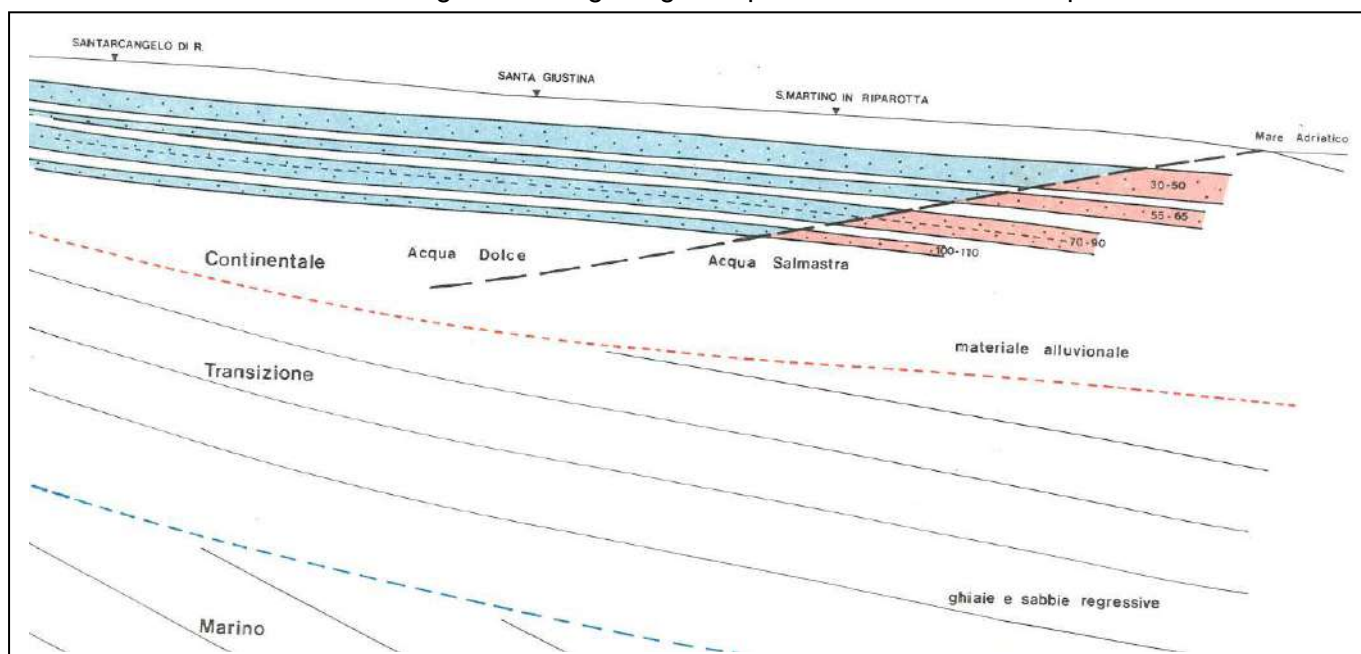 SANTARCANGELO DI R.
SANTA GIUSTINA
S.MARTINO IN RIPAROTTA
Mare Adriatico
30-50
55-65
70-90
100-110
Continentale
Acqua Dolce
Acqua Salmastra
materiale alluvionale
Transizione
ghiaie e sabbie regressive
Marino